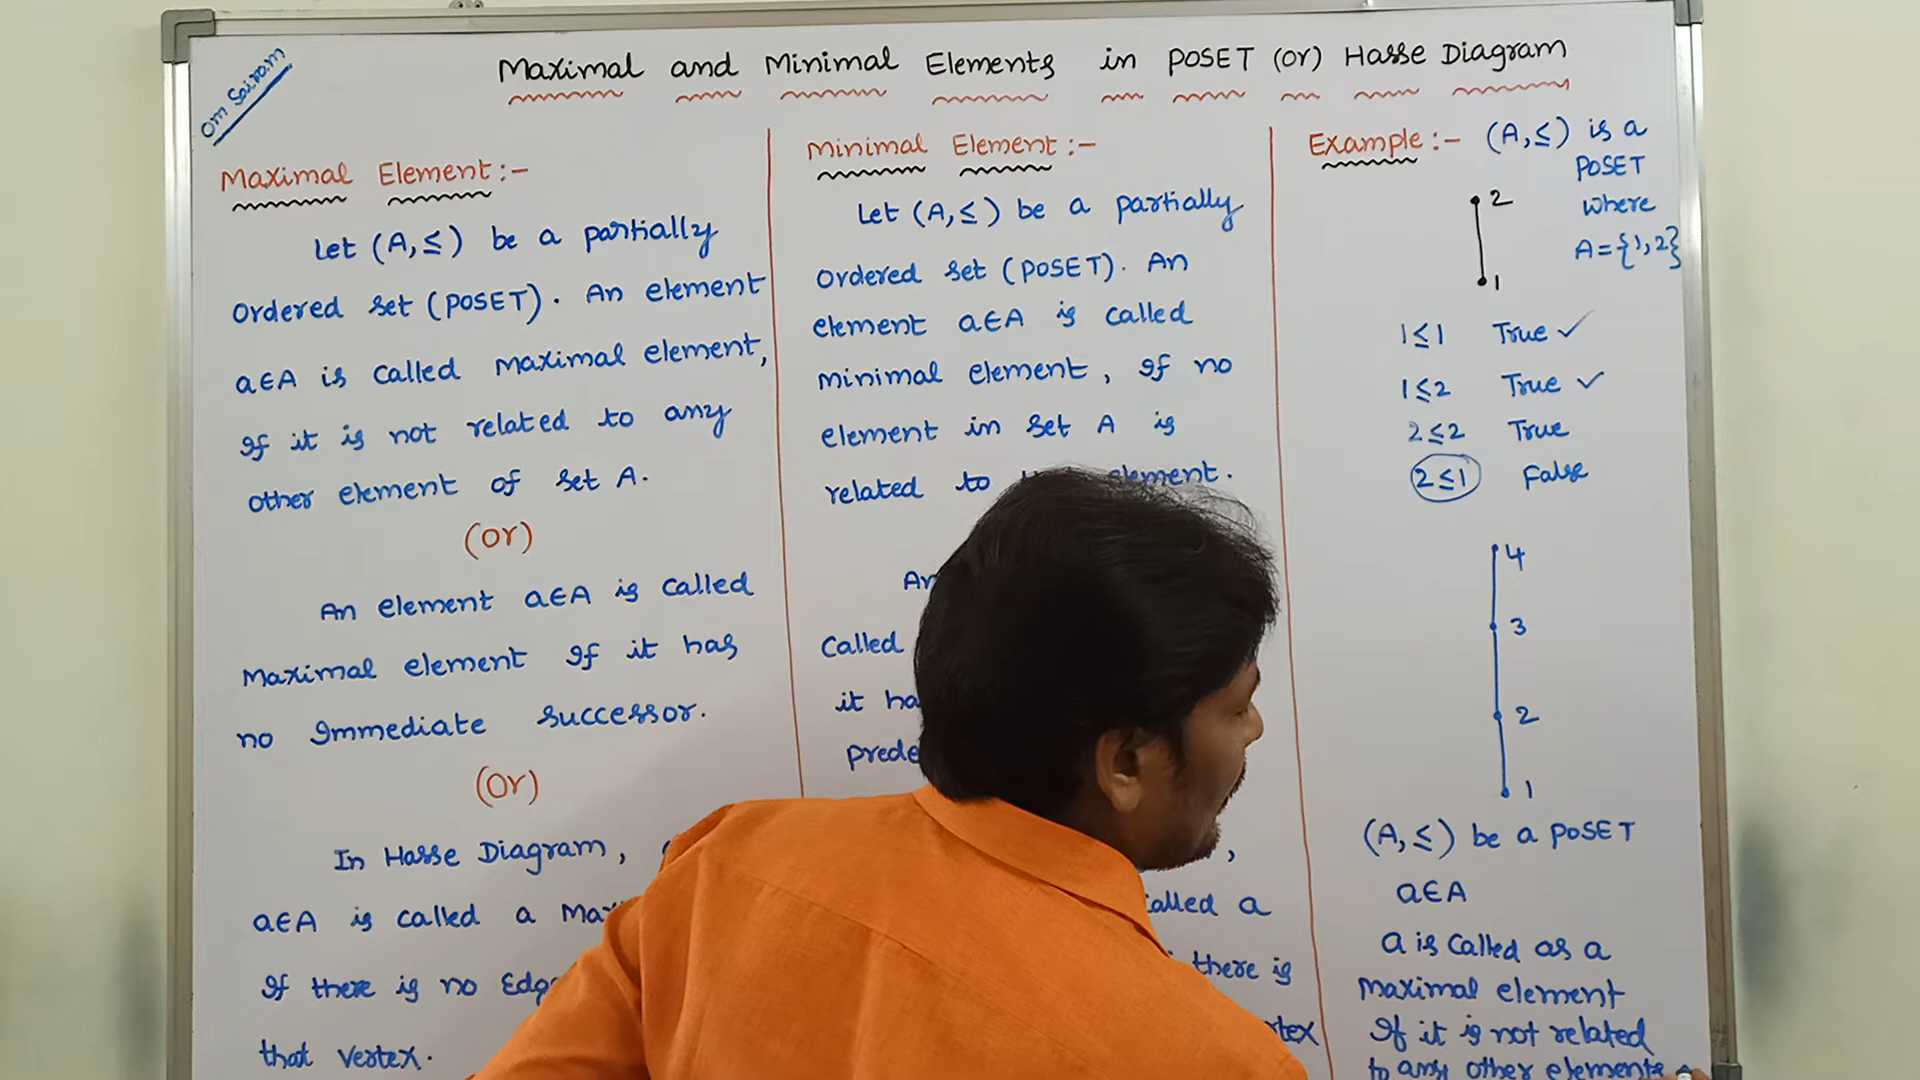 Om Sairam
Maximal and Minimal Elements in POSET (or) Hasse Diagram
Maximal Element :-
Let (A,≤) be a partially
Ordered set (POSET). An element
a∈A is called maximal element,
If it is not related to any
other element of set A.
(Or)
An element a∈A is called
Maximal element If it has
no Immediate successor.
(Or)
In Hasse Diagram,
a∈A is called a
If there is no
that vertex.
Minimal Element :-
Let (A,≤) be a partially
Ordered set (POSET). An
element a∈A is called
minimal element, If no
element in set A is
related to element.
Called
it
,
called a
there is
Example :- (A,≤) is a
POSET
where
A={1,2}
2
1
1≤1 True ✓
1≤2 True ✓
2≤2 True
2≤1 False
4
3
2
1
(A,≤) be a POSET
a∈A
a is called as a
maximal element
If it is not related
to any other elements